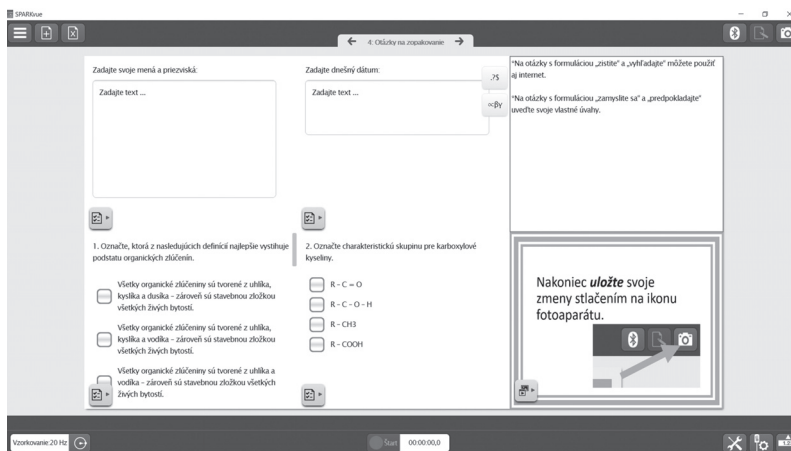 SPARKvue
4: Otázky na zopakovanie
Zadajte svoje mená a priezviská:
Zadajte text ...
Zadajte dnešný dátum:
Zadajte text ...
.?5
∝βγ
*Na otázky s formuláciou „zistite“ a „vyhľadajte“ môžete použiť
aj internet.
*Na otázky s formuláciou „zamyslite sa“ a „predpokladajte“
uveďte svoje vlastné úvahy.
1. Označte, ktorá z nasledujúcich definícií najlepšie vystihuje
podstatu organických zlúčenín.
Všetky organické zlúčeniny sú tvorené z uhlíka,
kyslíka a dusíka – zároveň sú stavebnou zložkou
všetkých živých bytostí.
Všetky organické zlúčeniny sú tvorené z uhlíka,
kyslíka a vodíka – zároveň sú stavebnou zložkou
všetkých živých bytostí.
Všetky organické zlúčeniny sú tvorené z uhlíka a
vodíka – zároveň sú stavebnou zložkou všetkých
živých bytostí.
2. Označte charakteristickú skupinu pre karboxylové
kyseliny.
R – C = O
R – C – O – H
R – CH3
R – COOH
Nakoniec uložte svoje
zmeny stlačením na ikonu
fotoaparátu.
Vzorkovanie:20 Hz
Štart
00:00:00,0